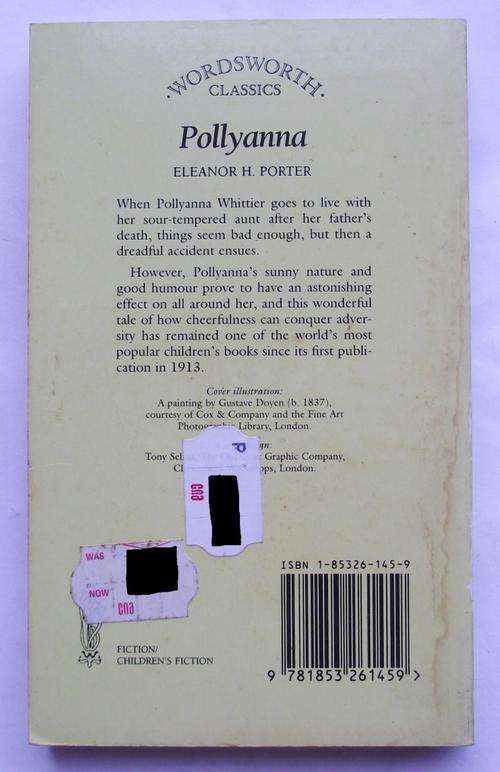 ·WORDSWORTH·
CLASSICS
Pollyanna
ELEANOR H. PORTER
When Pollyanna Whittier goes to live with
her sour-tempered aunt after her father's
death, things seem bad enough, but then a
dreadful accident ensues.
However, Pollyanna's sunny nature and
good humour prove to have an astonishing
effect on all around her, and this wonderful
tale of how cheerfulness can conquer adver-
sity has remained one of the world's most
popular children's books since its first publi-
cation in 1913.
Cover illustration:
A painting by Gustave Doyen (b. 1837),
courtesy of Cox & Company and the Fine Art
Library, London.
Tony Graphic Company,
London.
P
cna
WAS
NOW
cna
W
FICTION/
CHILDREN'S FICTION
ISBN 1-85326-145-9
9 781853 261459 >